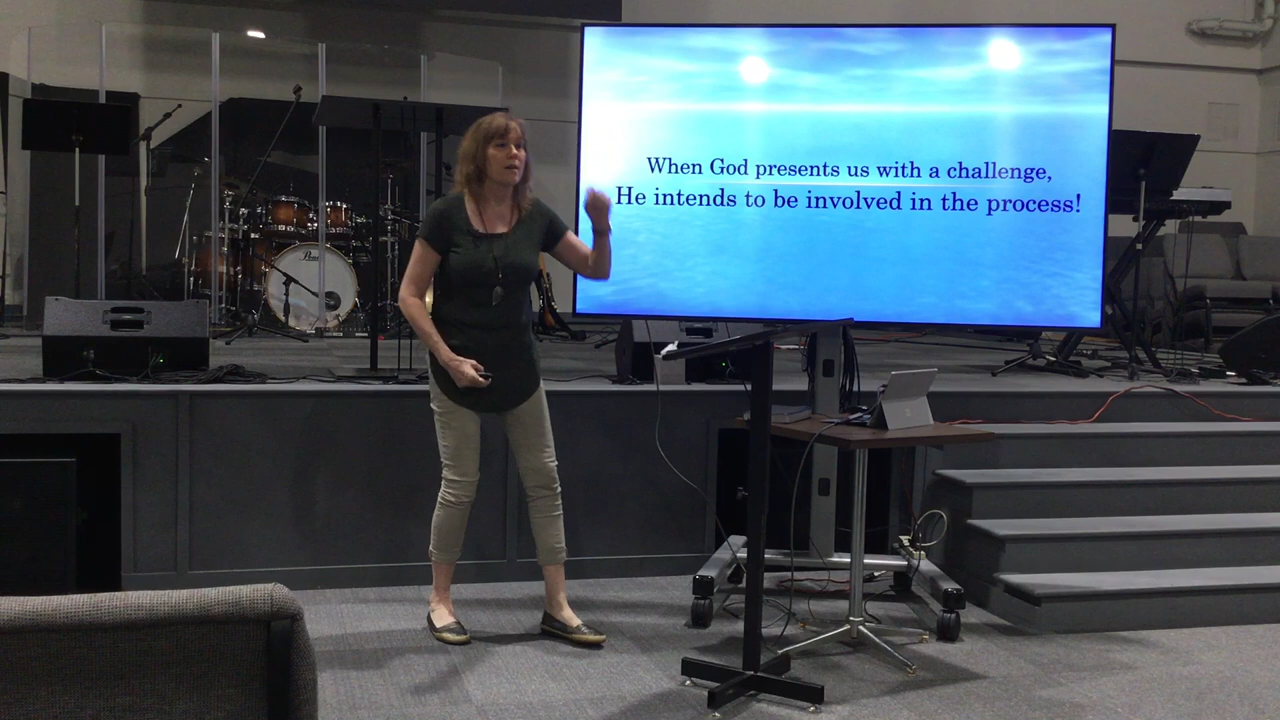 When God presents us with a challenge,
He intends to be involved in the process!
Pearl